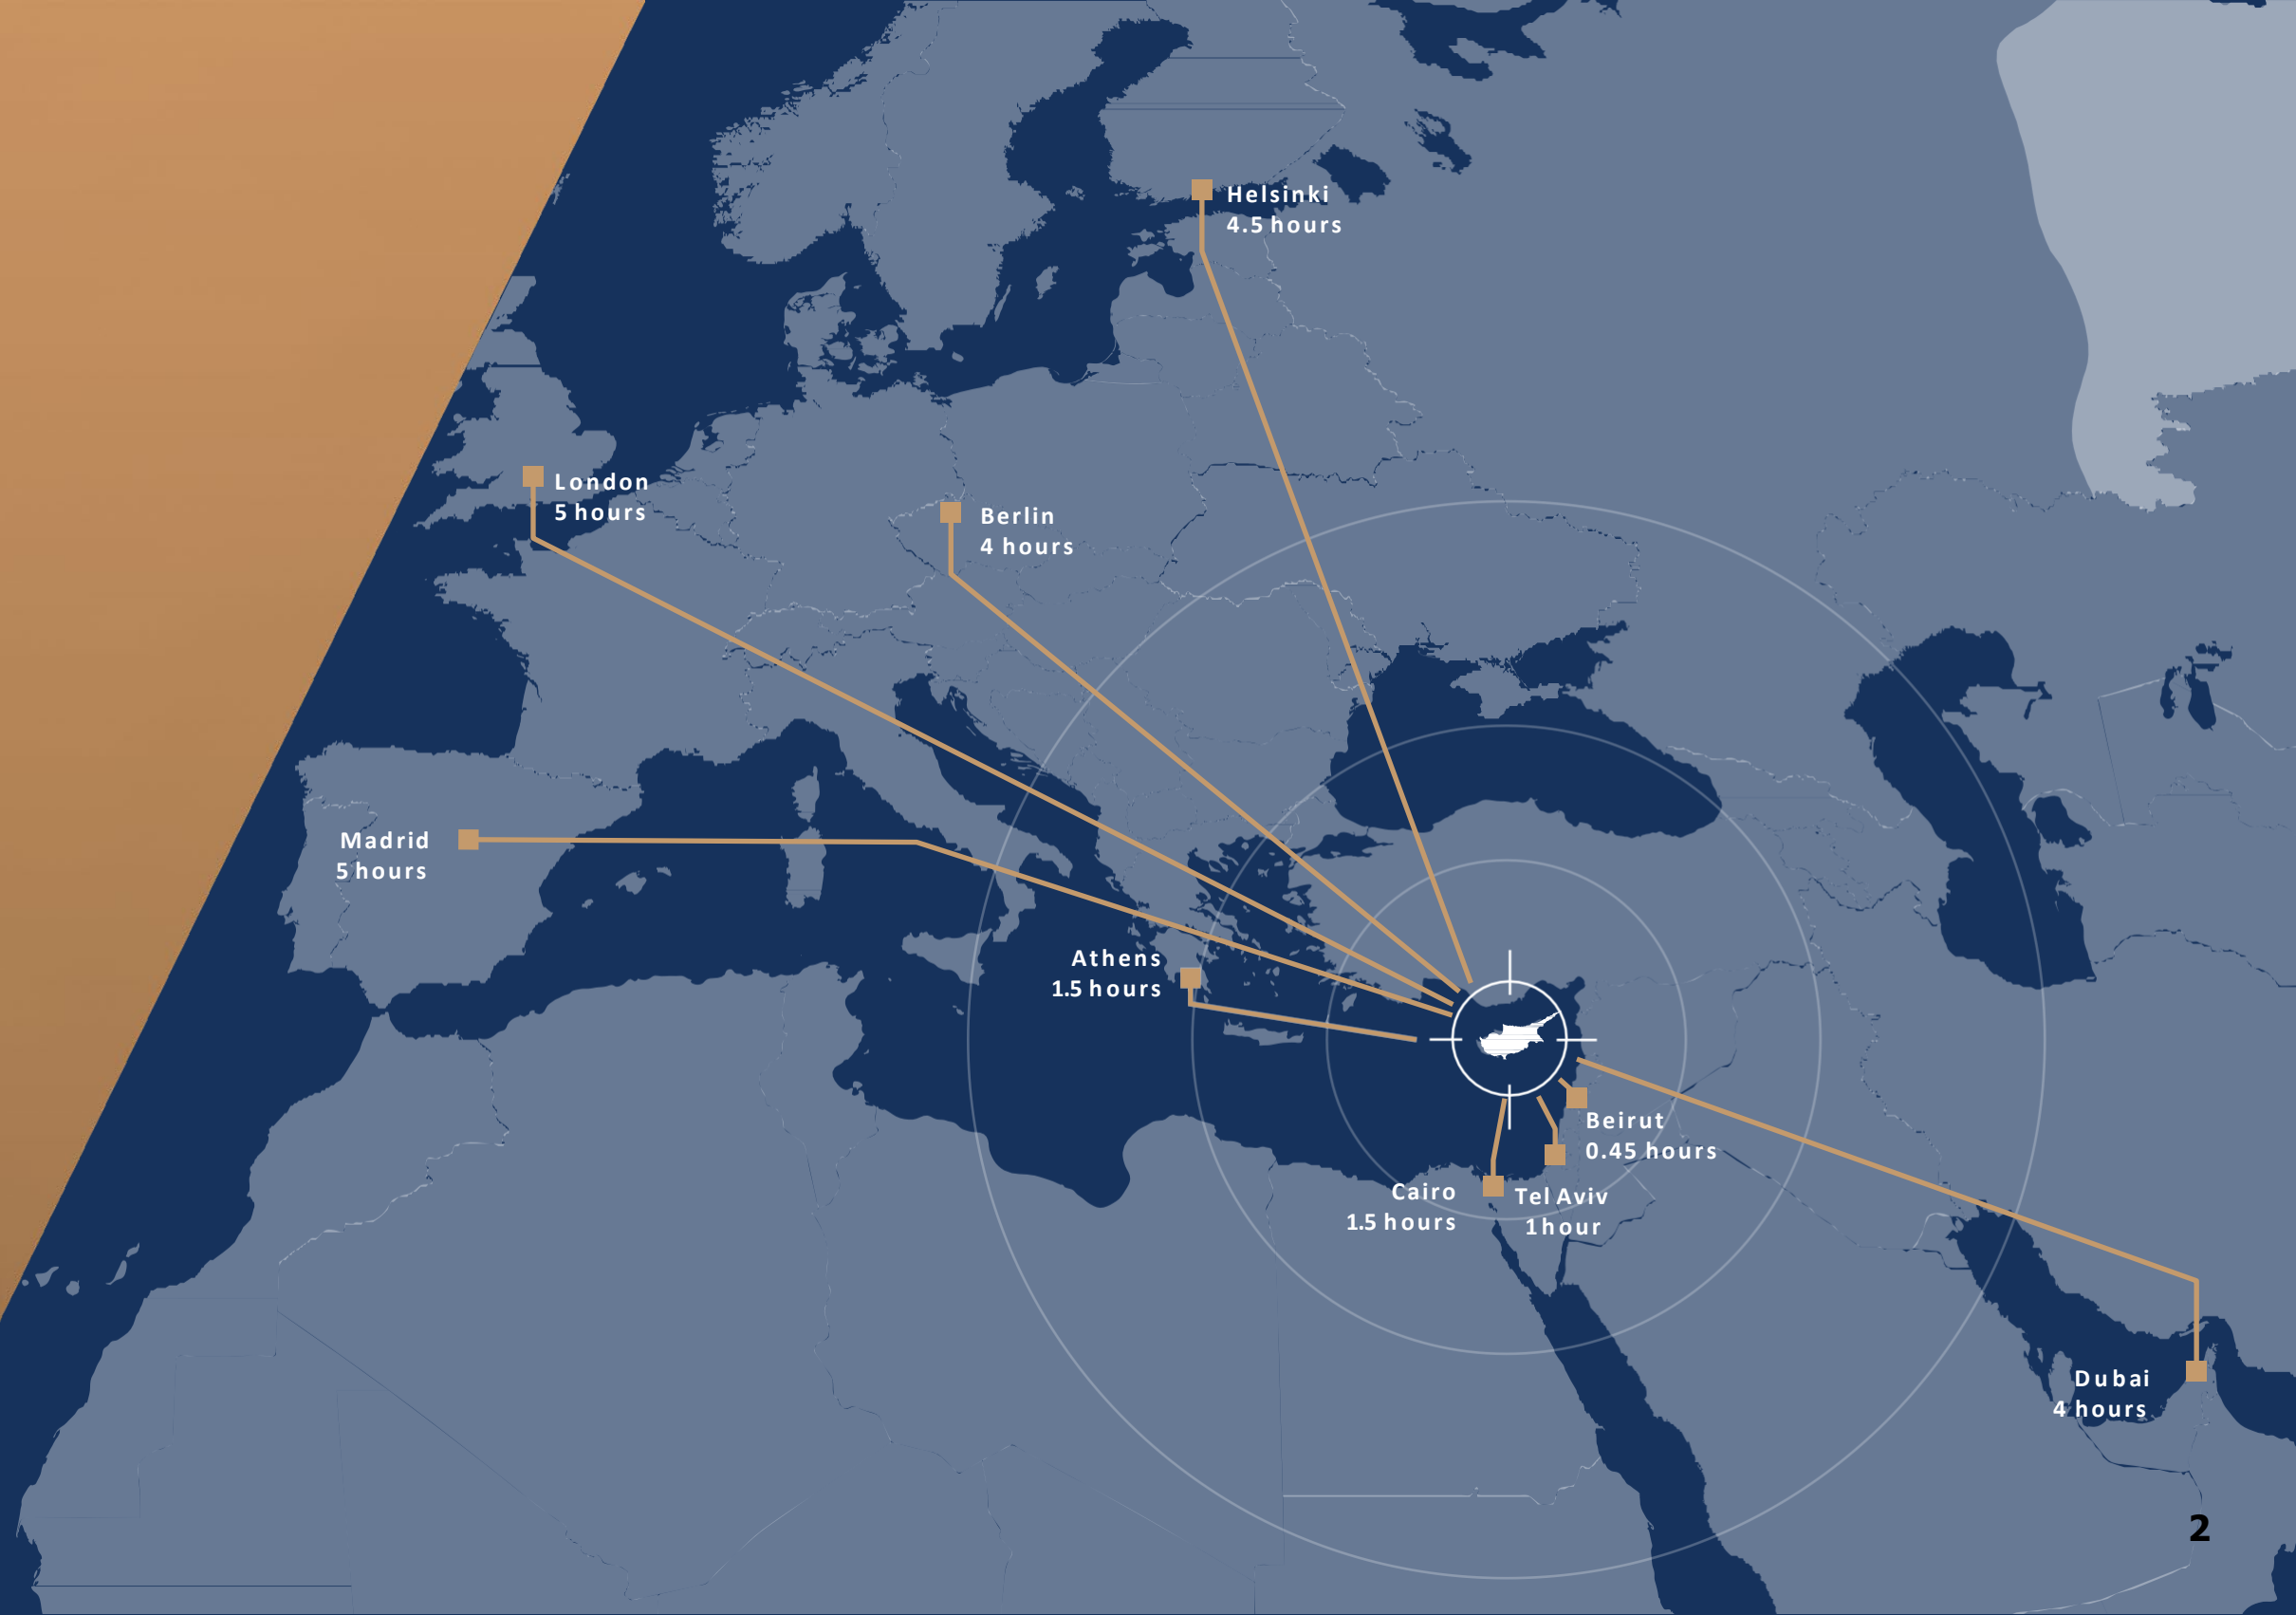 Helsinki
4.5 hours
London
5 hours
Berlin
4 hours
Madrid
5 hours
Athens
1.5 hours
Beirut
0.45 hours
Cairo
1.5 hours
Tel Aviv
1 hour
Dubai
4 hours
2